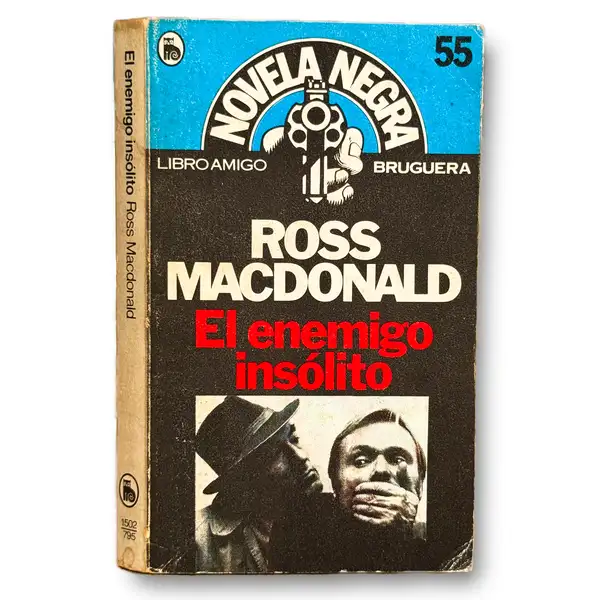 55
NOVELA NEGRA
LIBRO AMIGO
BRUGUERA
ROSS
MACDONALD
El enemigo
insólito
El enemigo insólito Ross Macdonald
1502
795